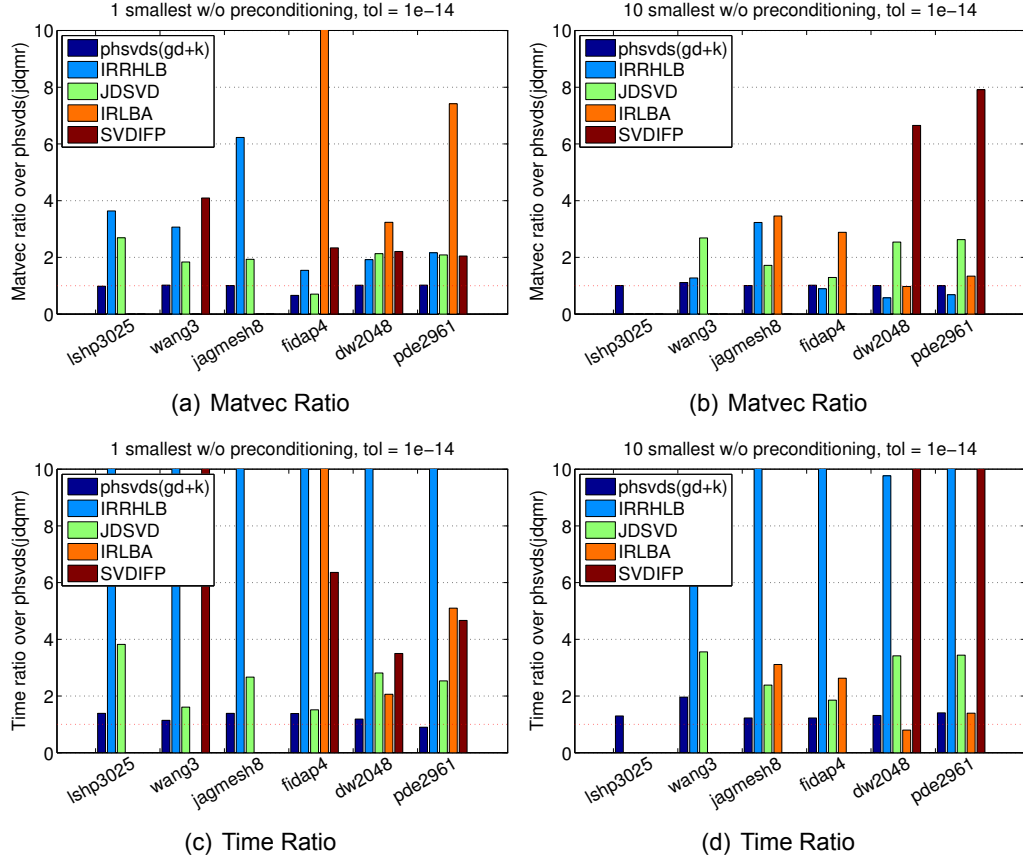 1 smallest w/o preconditioning, tol = 1e−14
Matvec ratio over phsvds(jdqmr)
10
8
6
4
2
0
phsvds(gd+k)
IRRHLB
JDSVD
IRLBA
SVDIFP
lshp3025
wang3
jagmesh8
fidap4
dw2048
pde2961
(a) Matvec Ratio
10 smallest w/o preconditioning, tol = 1e−14
Matvec ratio over phsvds(jdqmr)
10
8
6
4
2
0
phsvds(gd+k)
IRRHLB
JDSVD
IRLBA
SVDIFP
lshp3025
wang3
jagmesh8
fidap4
dw2048
pde2961
(b) Matvec Ratio
1 smallest w/o preconditioning, tol = 1e−14
Time ratio over phsvds(jdqmr)
10
8
6
4
2
0
phsvds(gd+k)
IRRHLB
JDSVD
IRLBA
SVDIFP
lshp3025
wang3
jagmesh8
fidap4
dw2048
pde2961
(c) Time Ratio
10 smallest w/o preconditioning, tol = 1e−14
Time ratio over phsvds(jdqmr)
10
8
6
4
2
0
phsvds(gd+k)
IRRHLB
JDSVD
IRLBA
SVDIFP
lshp3025
wang3
jagmesh8
fidap4
dw2048
pde2961
(d) Time Ratio